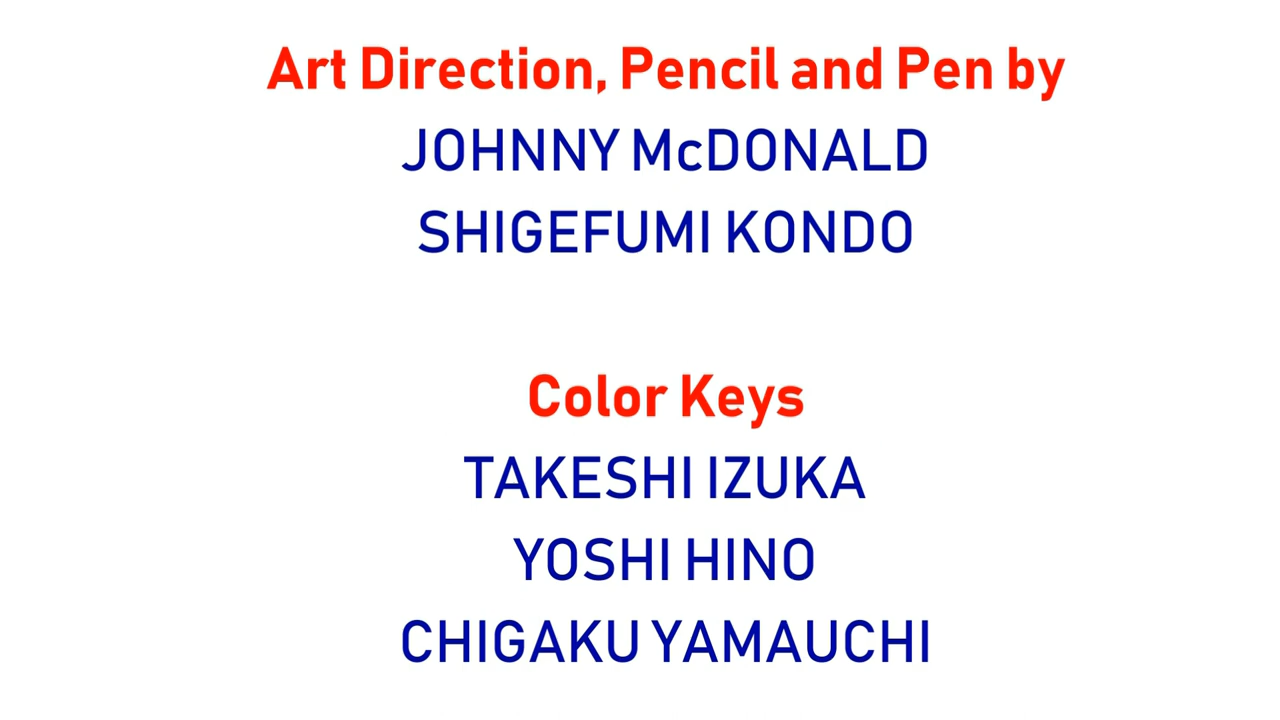 Art Direction, Pencil and Pen by
JOHNNY McDONALD
SHIGEFUMI KONDO
Color Keys
TAKESHI IZUKA
YOSHI HINO
CHIGAKU YAMAUCHI